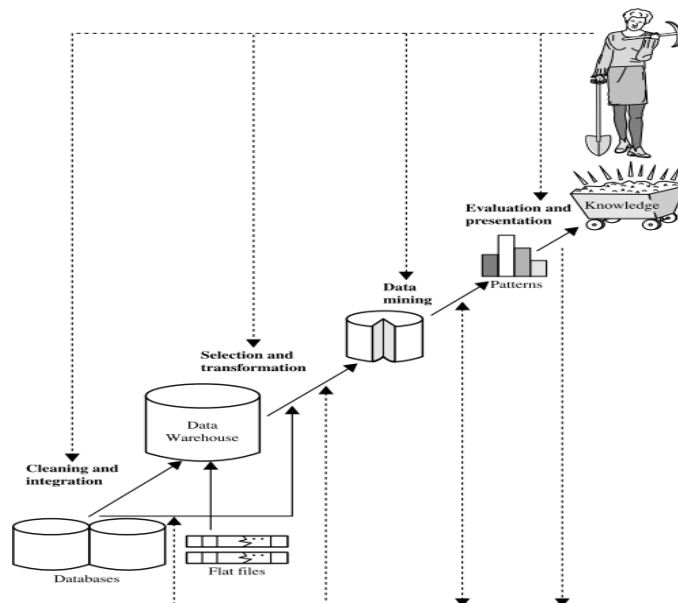 Knowledge
Evaluation and
presentation
Patterns
Data
mining
Selection and
transformation
Data
Warehouse
Cleaning and
integration
Databases
Flat files